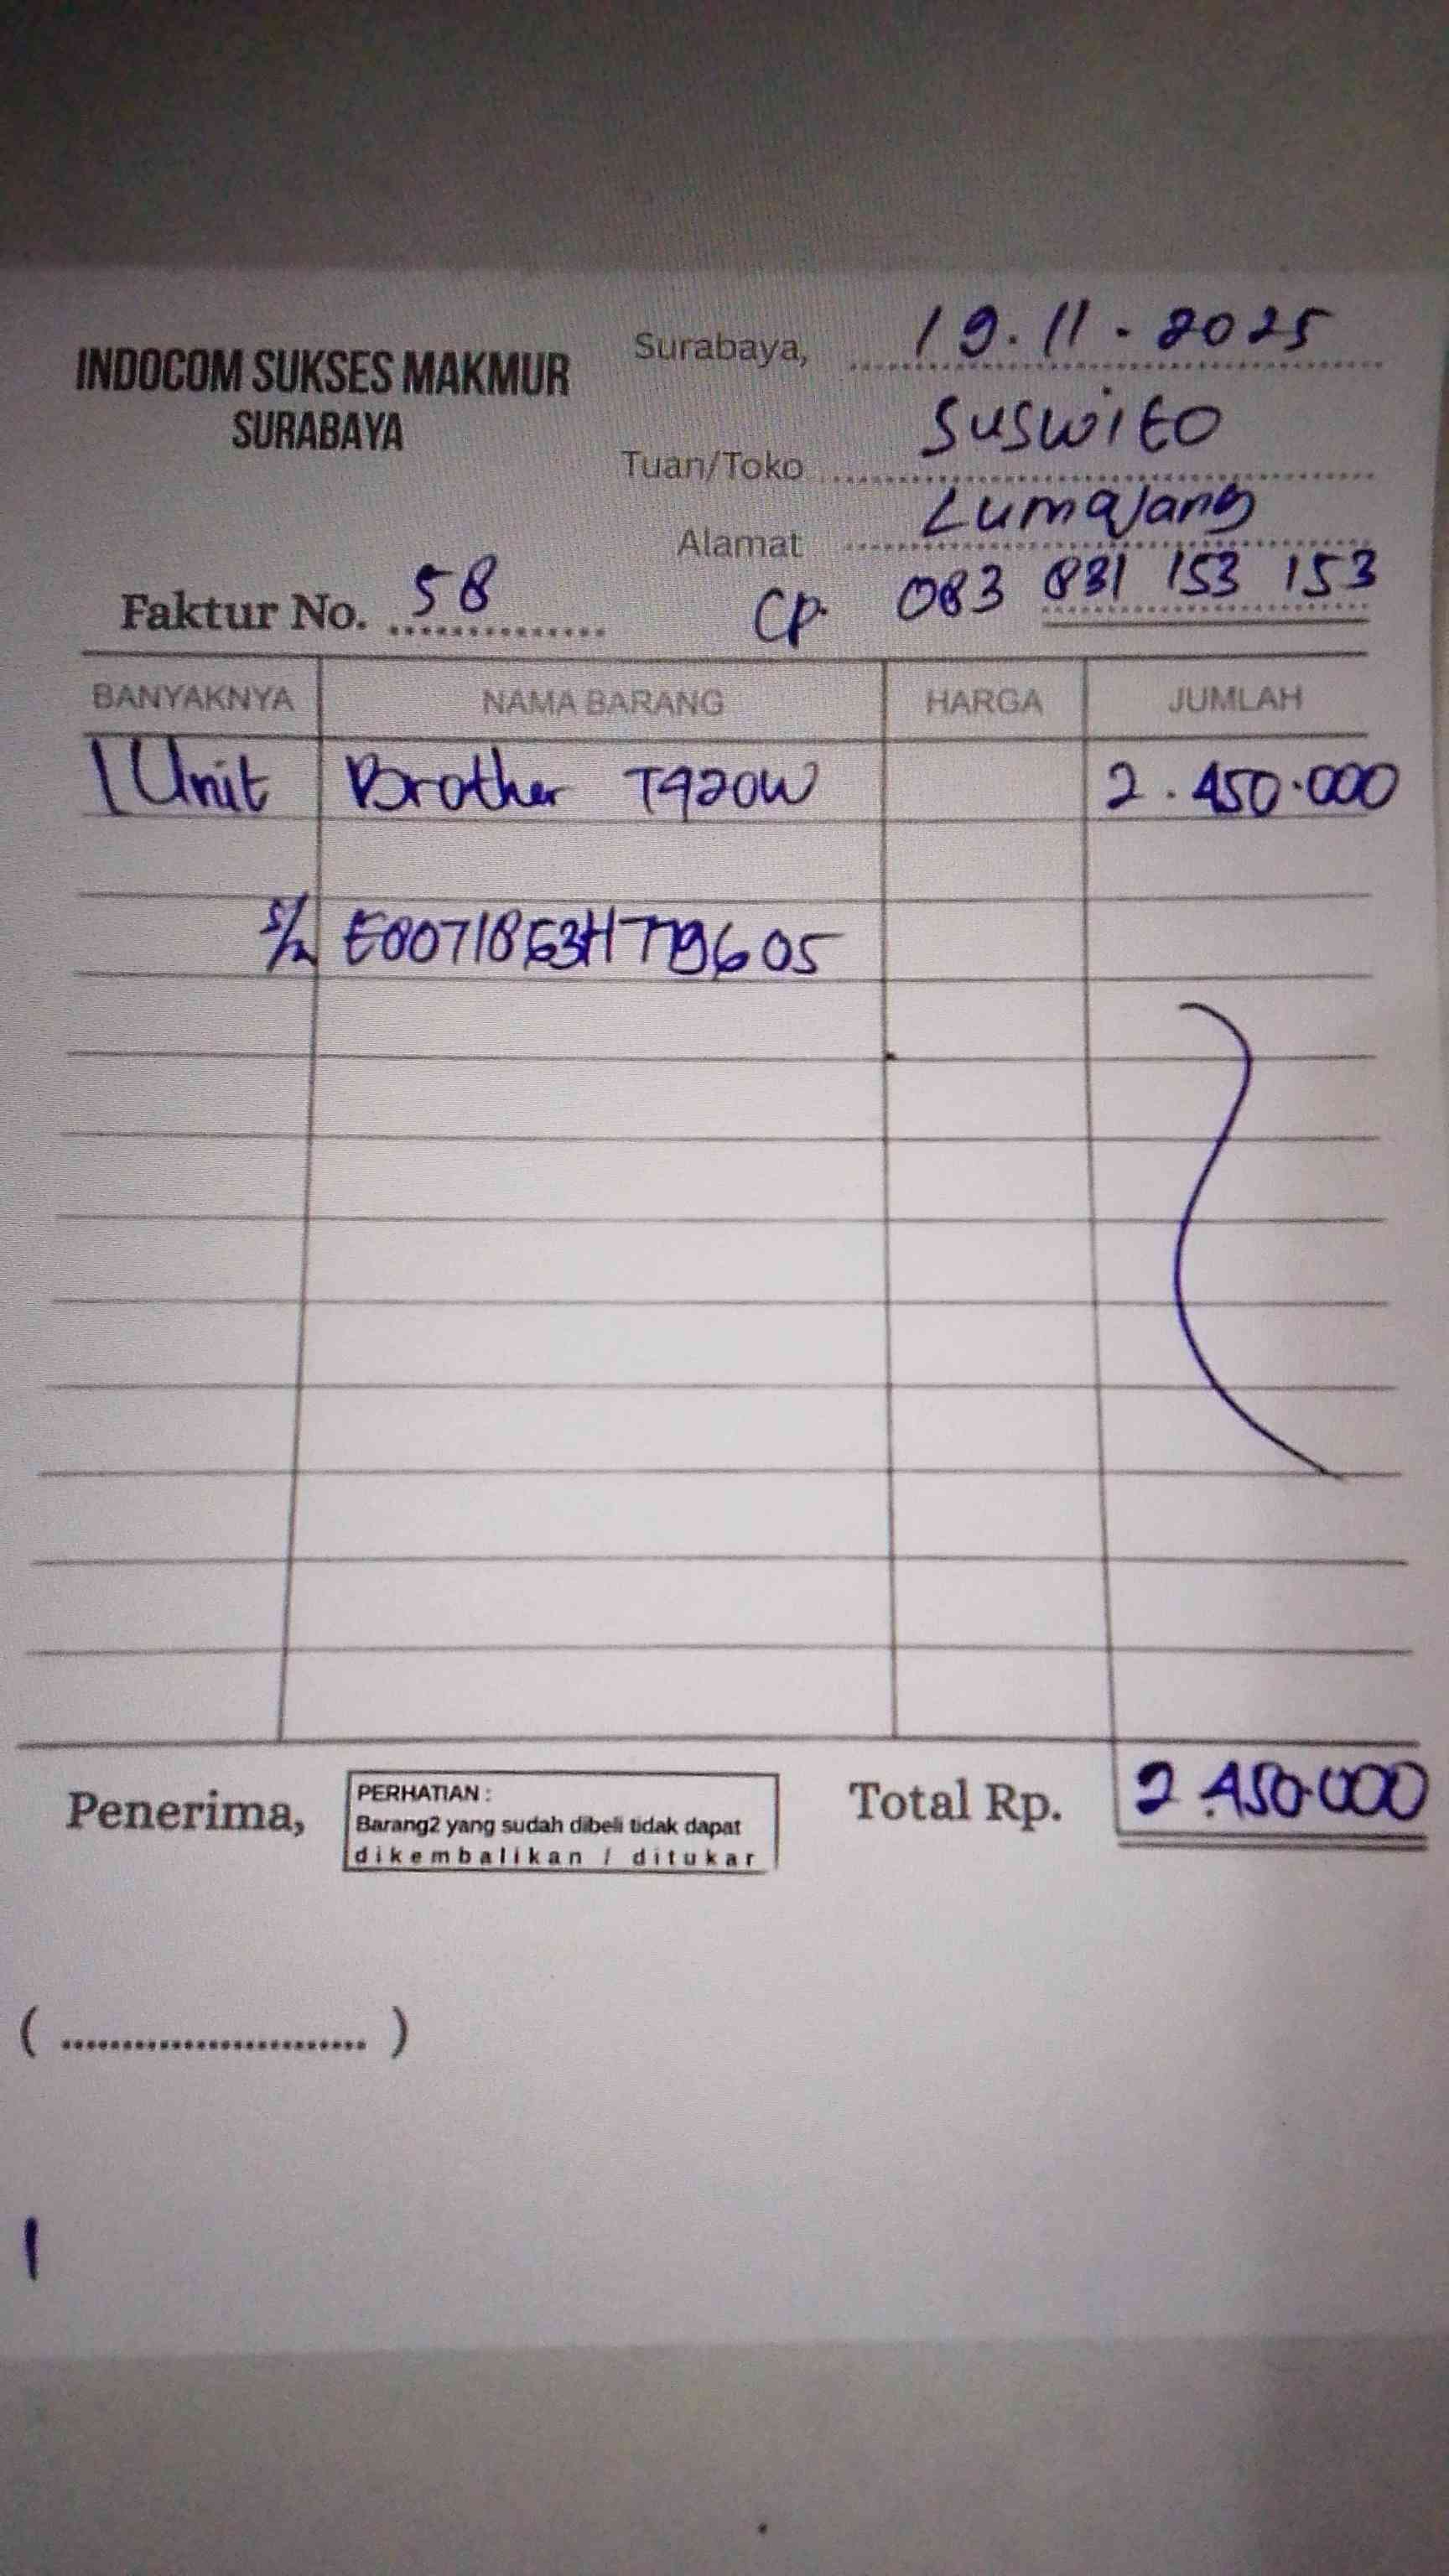 INDOCOM SUKSES MAKMUR
SURABAYA
Surabaya, 19.11.2025
Tuan/Toko Suswito
Alamat Lumajang
Faktur No. 58
CP. 083 831 153 153
BANYAKNYA NAMA BARANG HARGA JUMLAH
1 Unit Brother T920W 2.450.000
S/N E80071863HT19605
Penerima,
PERHATIAN :
Barang2 yang sudah dibeli tidak dapat
dikembalikan / ditukar
Total Rp. 2.450.000
(........................)